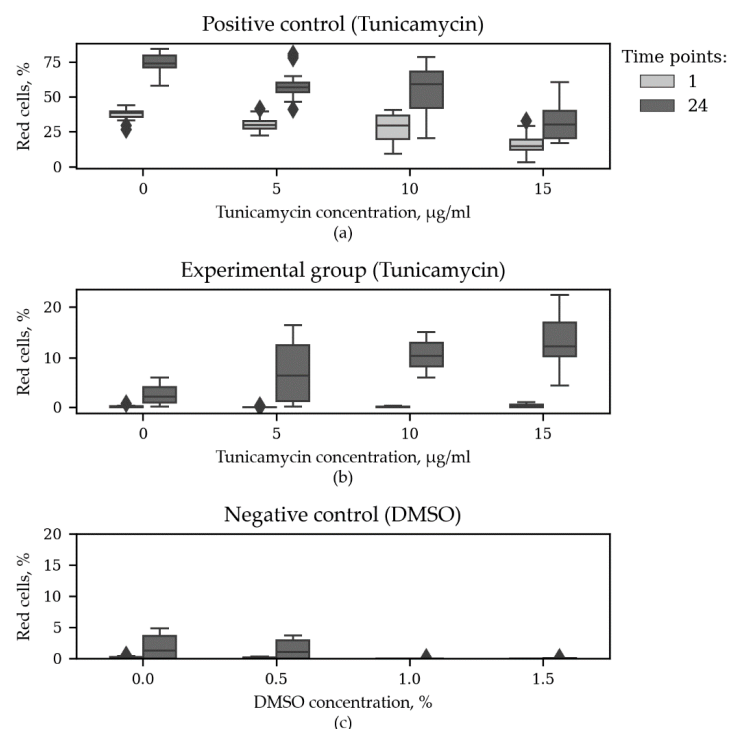 Positive control (Tunicamycin)
Red cells, %
75
50
25
0
0 5 10 15
Tunicamycin concentration, µg/ml
(a)
Time points:
1
24
Experimental group (Tunicamycin)
Red cells, %
20
10
0
0 5 10 15
Tunicamycin concentration, µg/ml
(b)
Negative control (DMSO)
Red cells, %
20
15
10
5
0
0.0 0.5 1.0 1.5
DMSO concentration, %
(c)